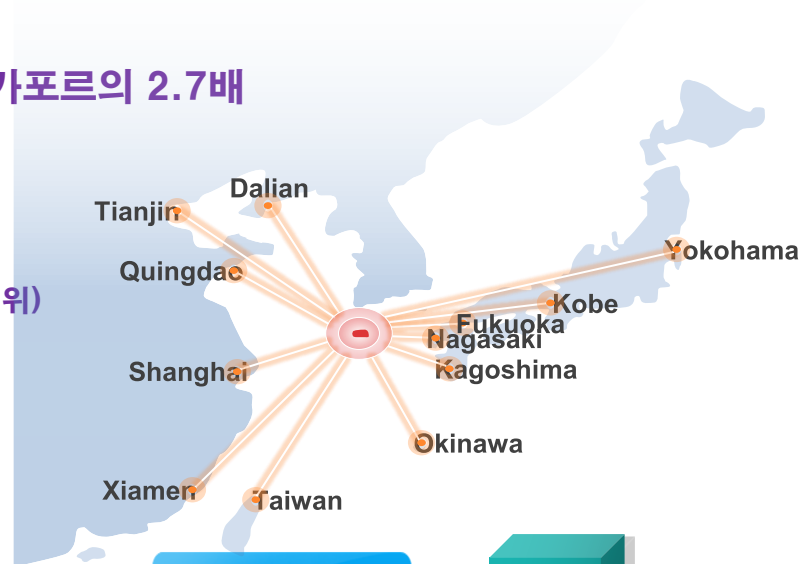 가포르의 2.7배
Dalian
Tianjin
Yokohama
Quingdao
위)
Kobe
Fukuoka
Nagasaki
Shanghai
Kagoshima
Okinawa
Xiamen
Taiwan